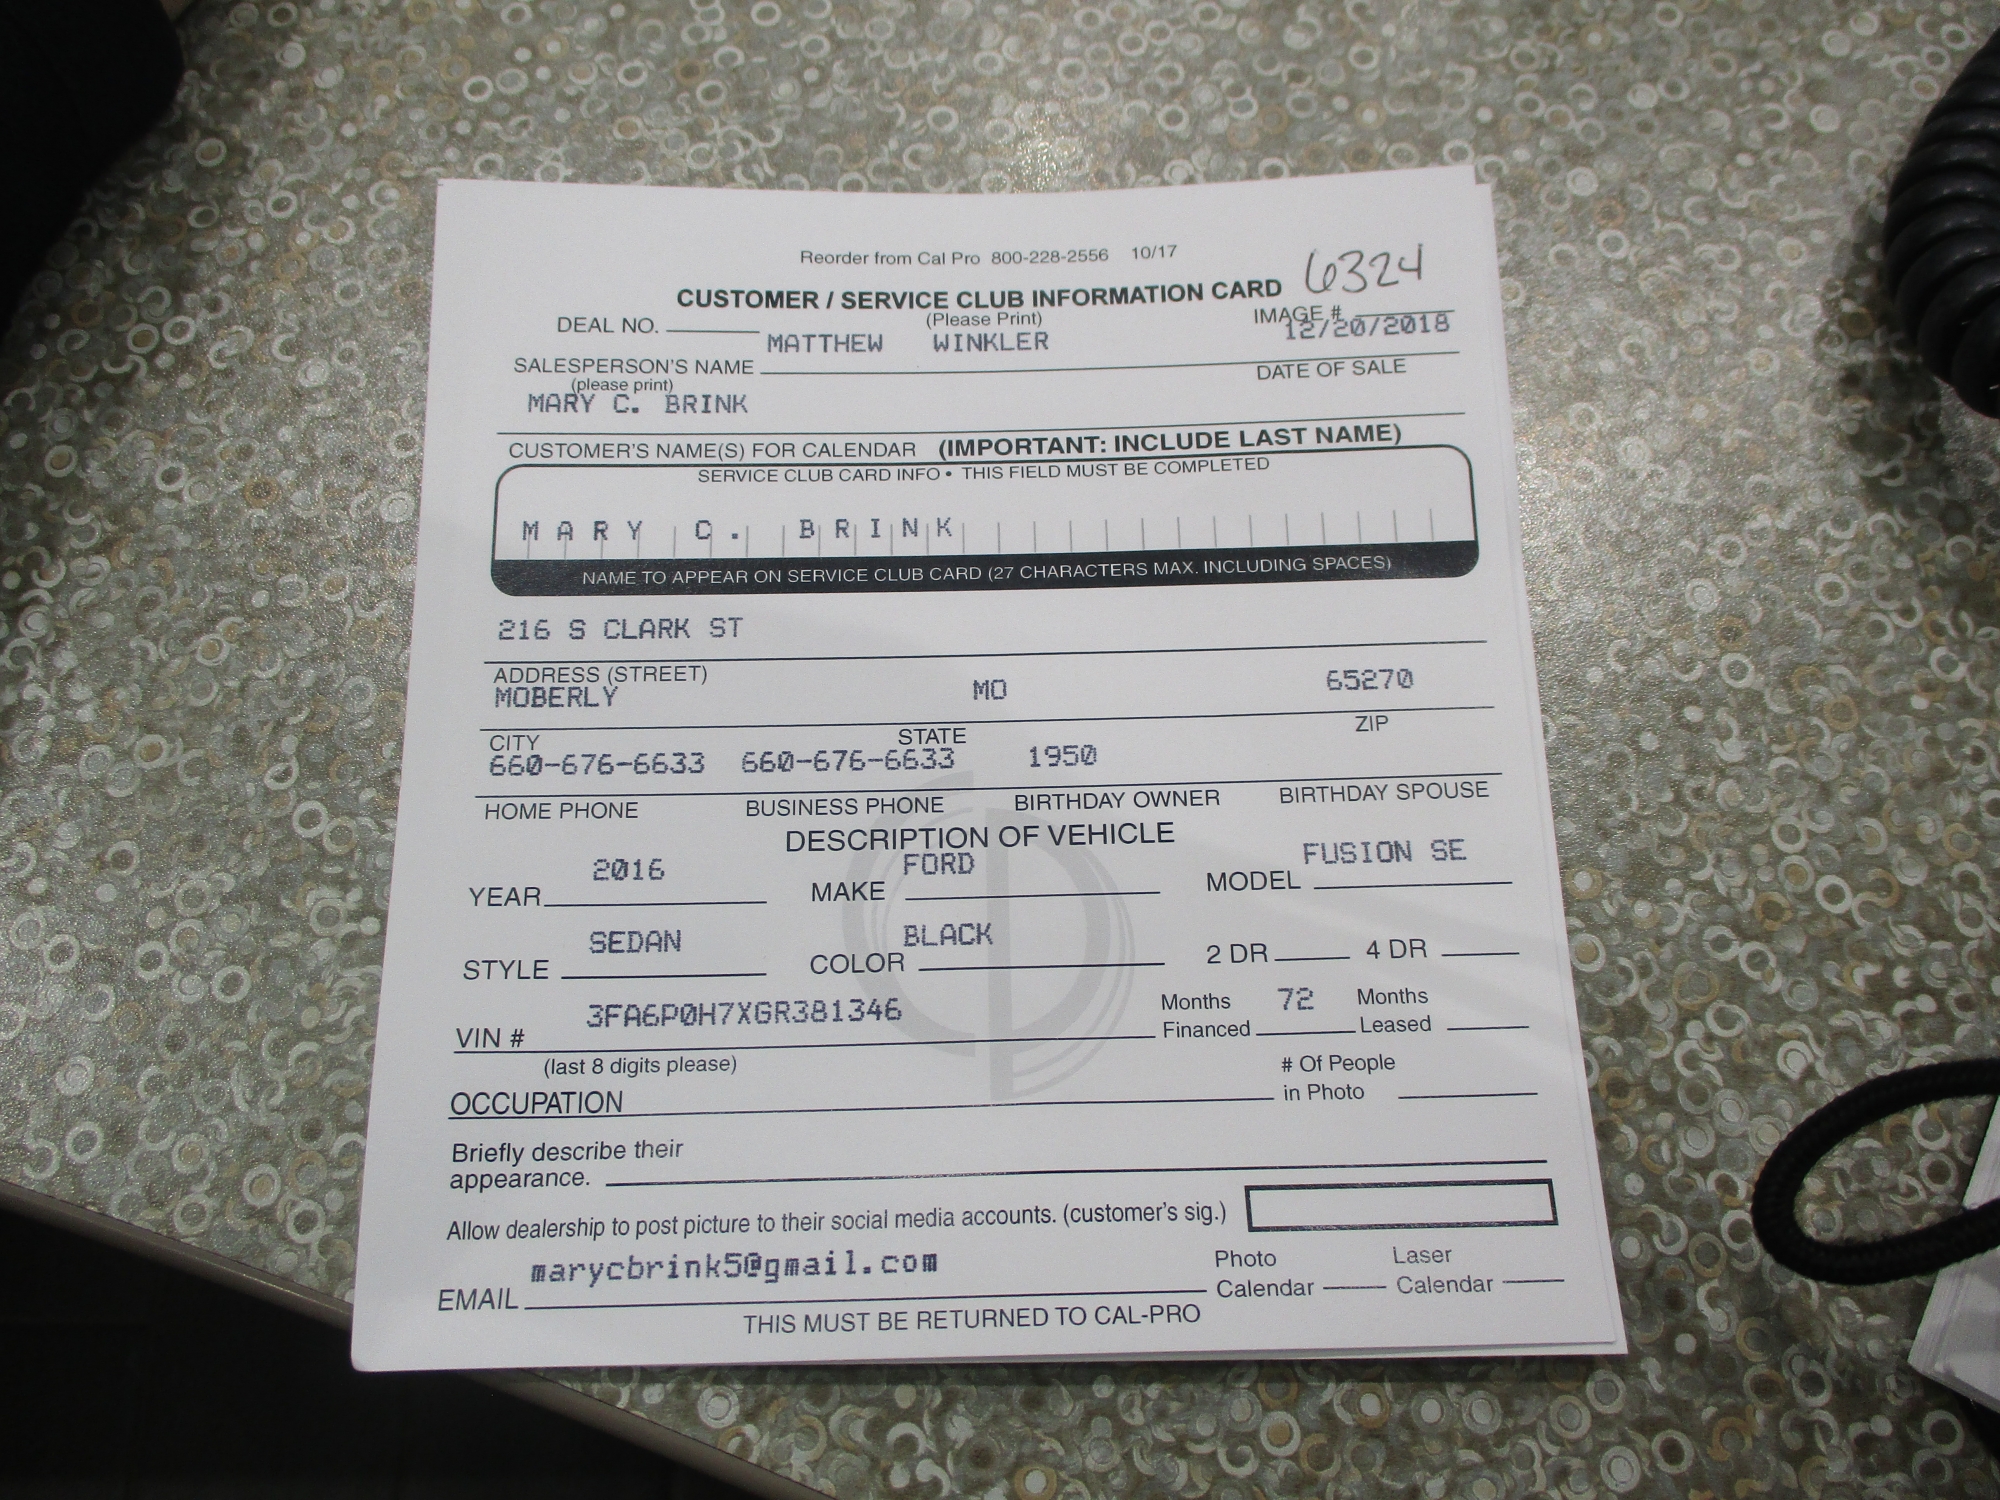 Reorder from Cal Pro 800-228-2556 10/17
6324
CUSTOMER / SERVICE CLUB INFORMATION CARD
(Please Print)
DEAL NO. IMAGE #
MATTHEW WINKLER 12/20/2018
SALESPERSON'S NAME DATE OF SALE
(please print)
MARY C. BRINK
CUSTOMER'S NAME(S) FOR CALENDAR (IMPORTANT: INCLUDE LAST NAME)
SERVICE CLUB CARD INFO • THIS FIELD MUST BE COMPLETED
MARY C. BRINK
NAME TO APPEAR ON SERVICE CLUB CARD (27 CHARACTERS MAX. INCLUDING SPACES)
216 S CLARK ST
ADDRESS (STREET)
MOBERLY MO 65270
CITY STATE ZIP
660-676-6633 660-676-6633 1950
HOME PHONE BUSINESS PHONE BIRTHDAY OWNER BIRTHDAY SPOUSE
DESCRIPTION OF VEHICLE
2016 FORD FUSION SE
YEAR MAKE MODEL
SEDAN BLACK
STYLE COLOR 2 DR 4 DR
3FA6P0H7XGR381346 Months 72 Months
VIN # Financed Leased
(last 8 digits please) # Of People
OCCUPATION in Photo
Briefly describe their
appearance.
Allow dealership to post picture to their social media accounts. (customer's sig.)
marycbrink5@gmail.com Photo Laser
EMAIL Calendar Calendar
THIS MUST BE RETURNED TO CAL-PRO